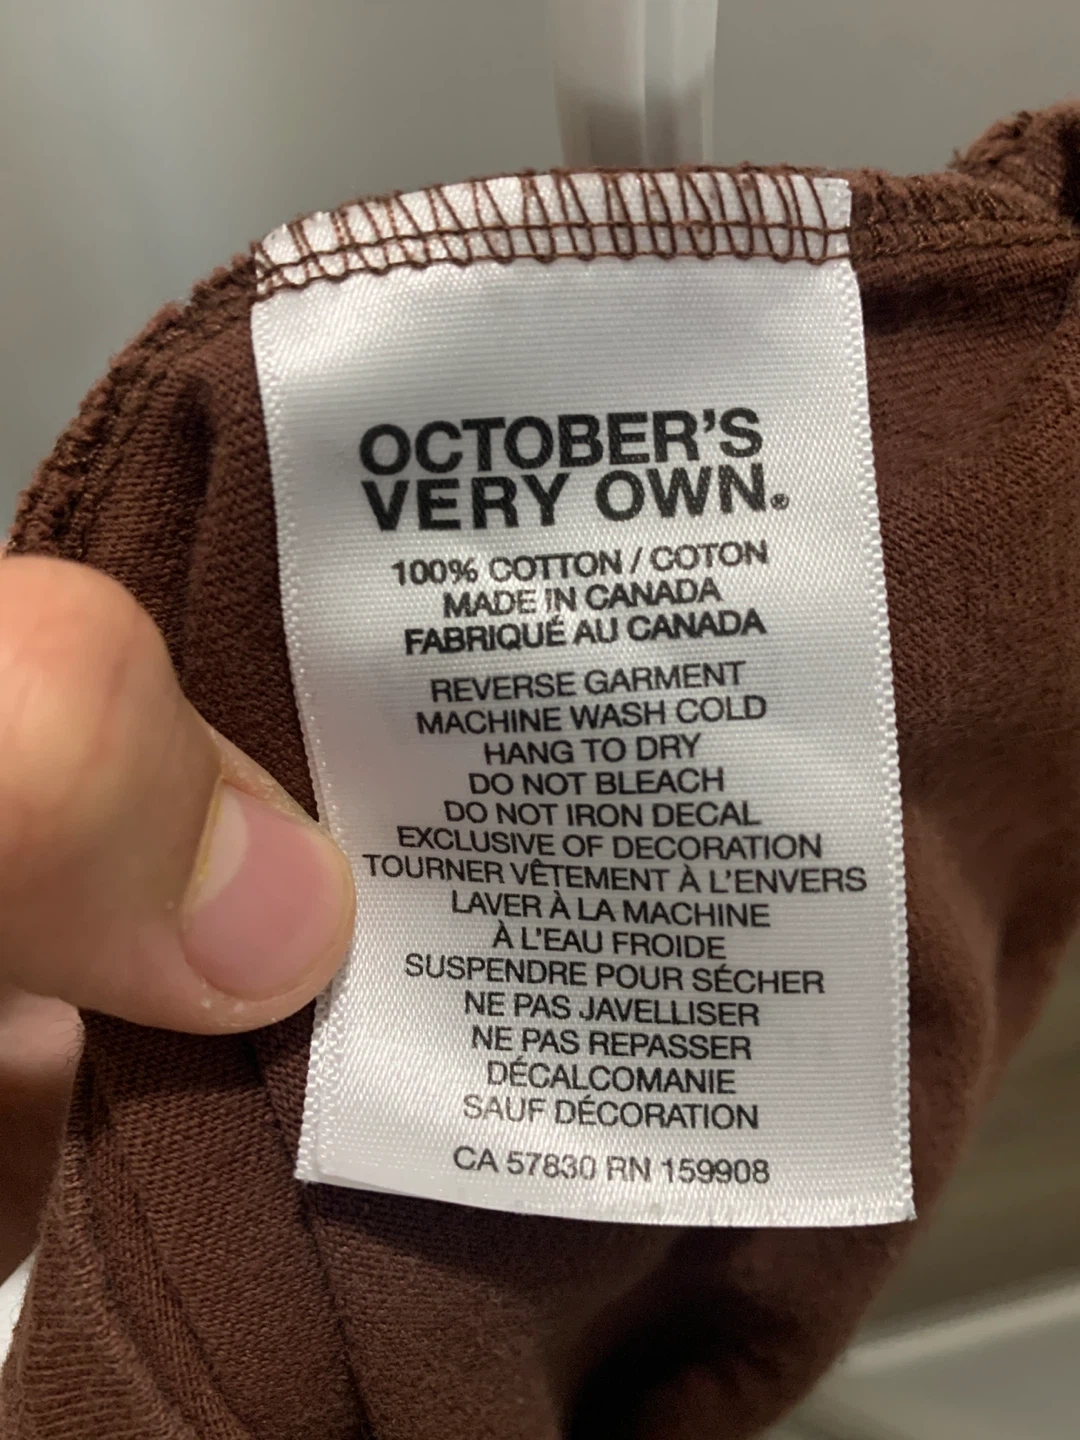 OCTOBER'S
VERY OWN®
100% COTTON / COTON
MADE IN CANADA
FABRIQUÉ AU CANADA
REVERSE GARMENT
MACHINE WASH COLD
HANG TO DRY
DO NOT BLEACH
DO NOT IRON DECAL
EXCLUSIVE OF DECORATION
TOURNER VÊTEMENT À L'ENVERS
LAVER À LA MACHINE
À L'EAU FROIDE
SUSPENDRE POUR SÉCHER
NE PAS JAVELLISER
NE PAS REPASSER
DÉCALCOMANIE
SAUF DÉCORATION
CA 57830 RN 159908